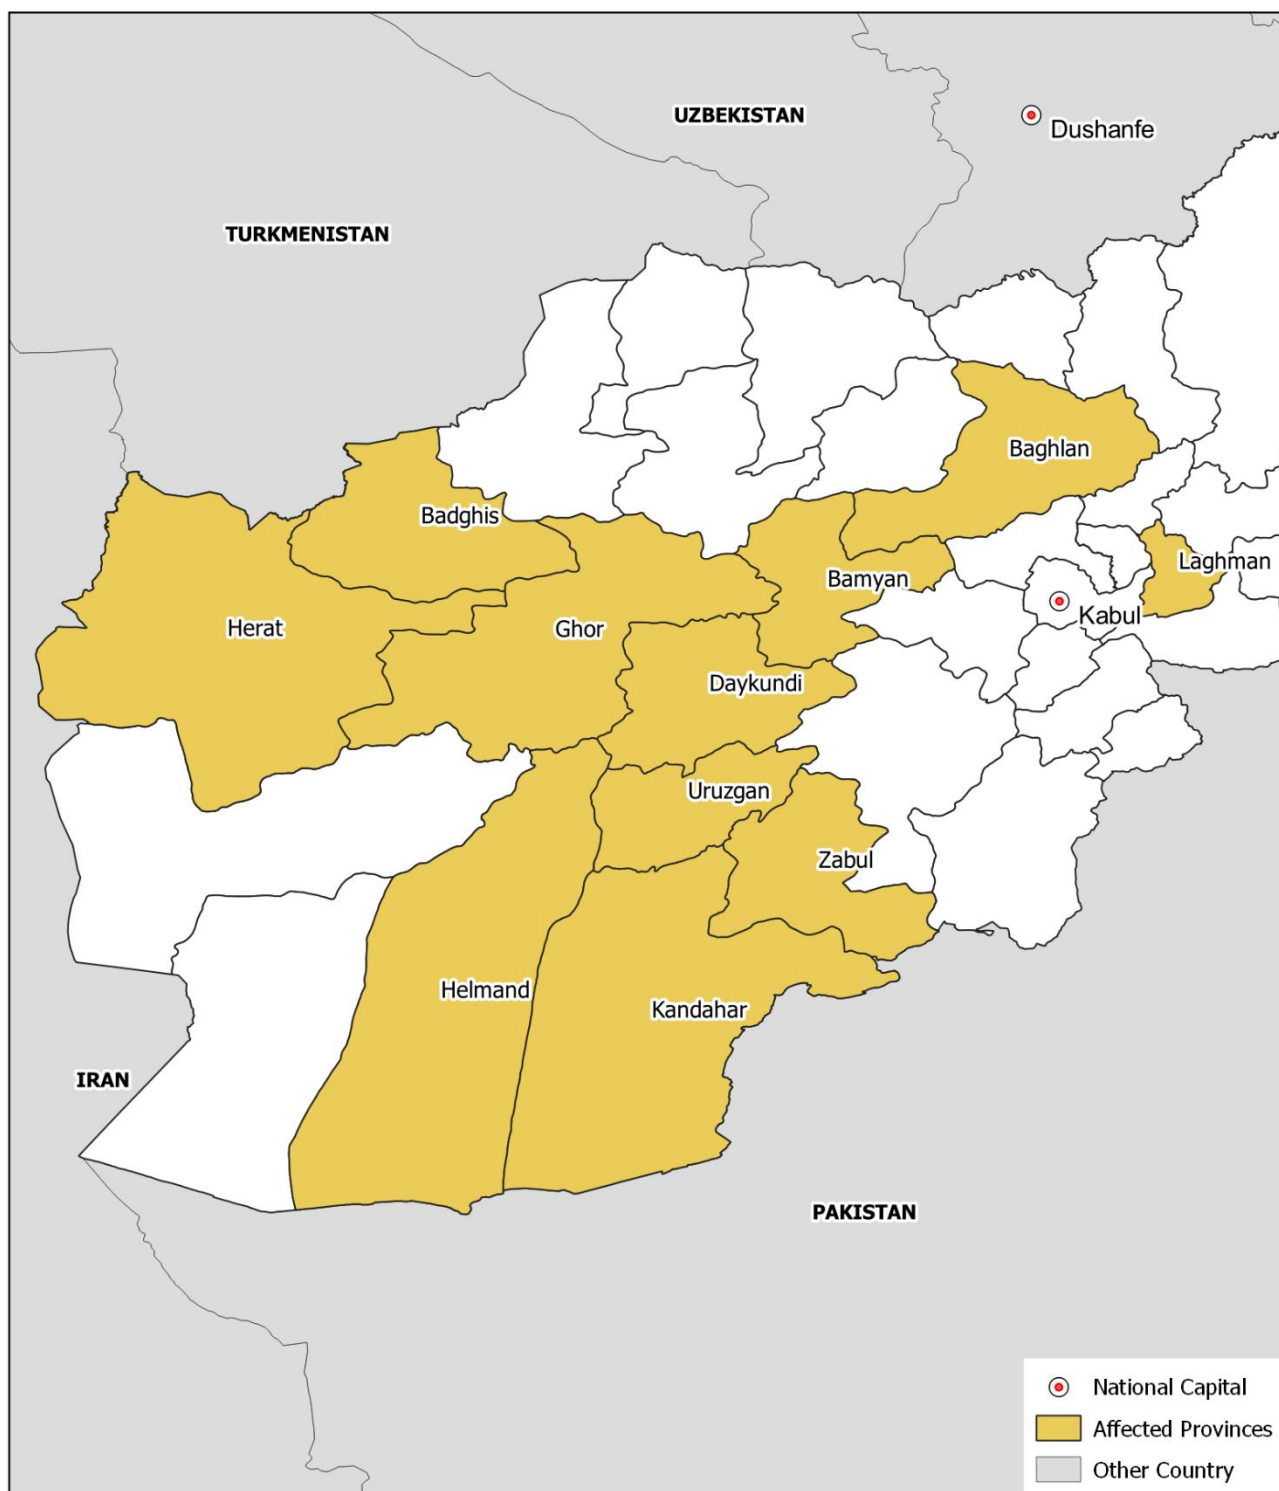 UZBEKISTAN
Dushanfe
TURKMENISTAN
Baghlan
Badghis
Laghman
Bamyan
Kabul
Herat
Ghor
Daykundi
Uruzgan
Zabul
Helmand
Kandahar
IRAN
PAKISTAN
National Capital
Affected Provinces
Other Country